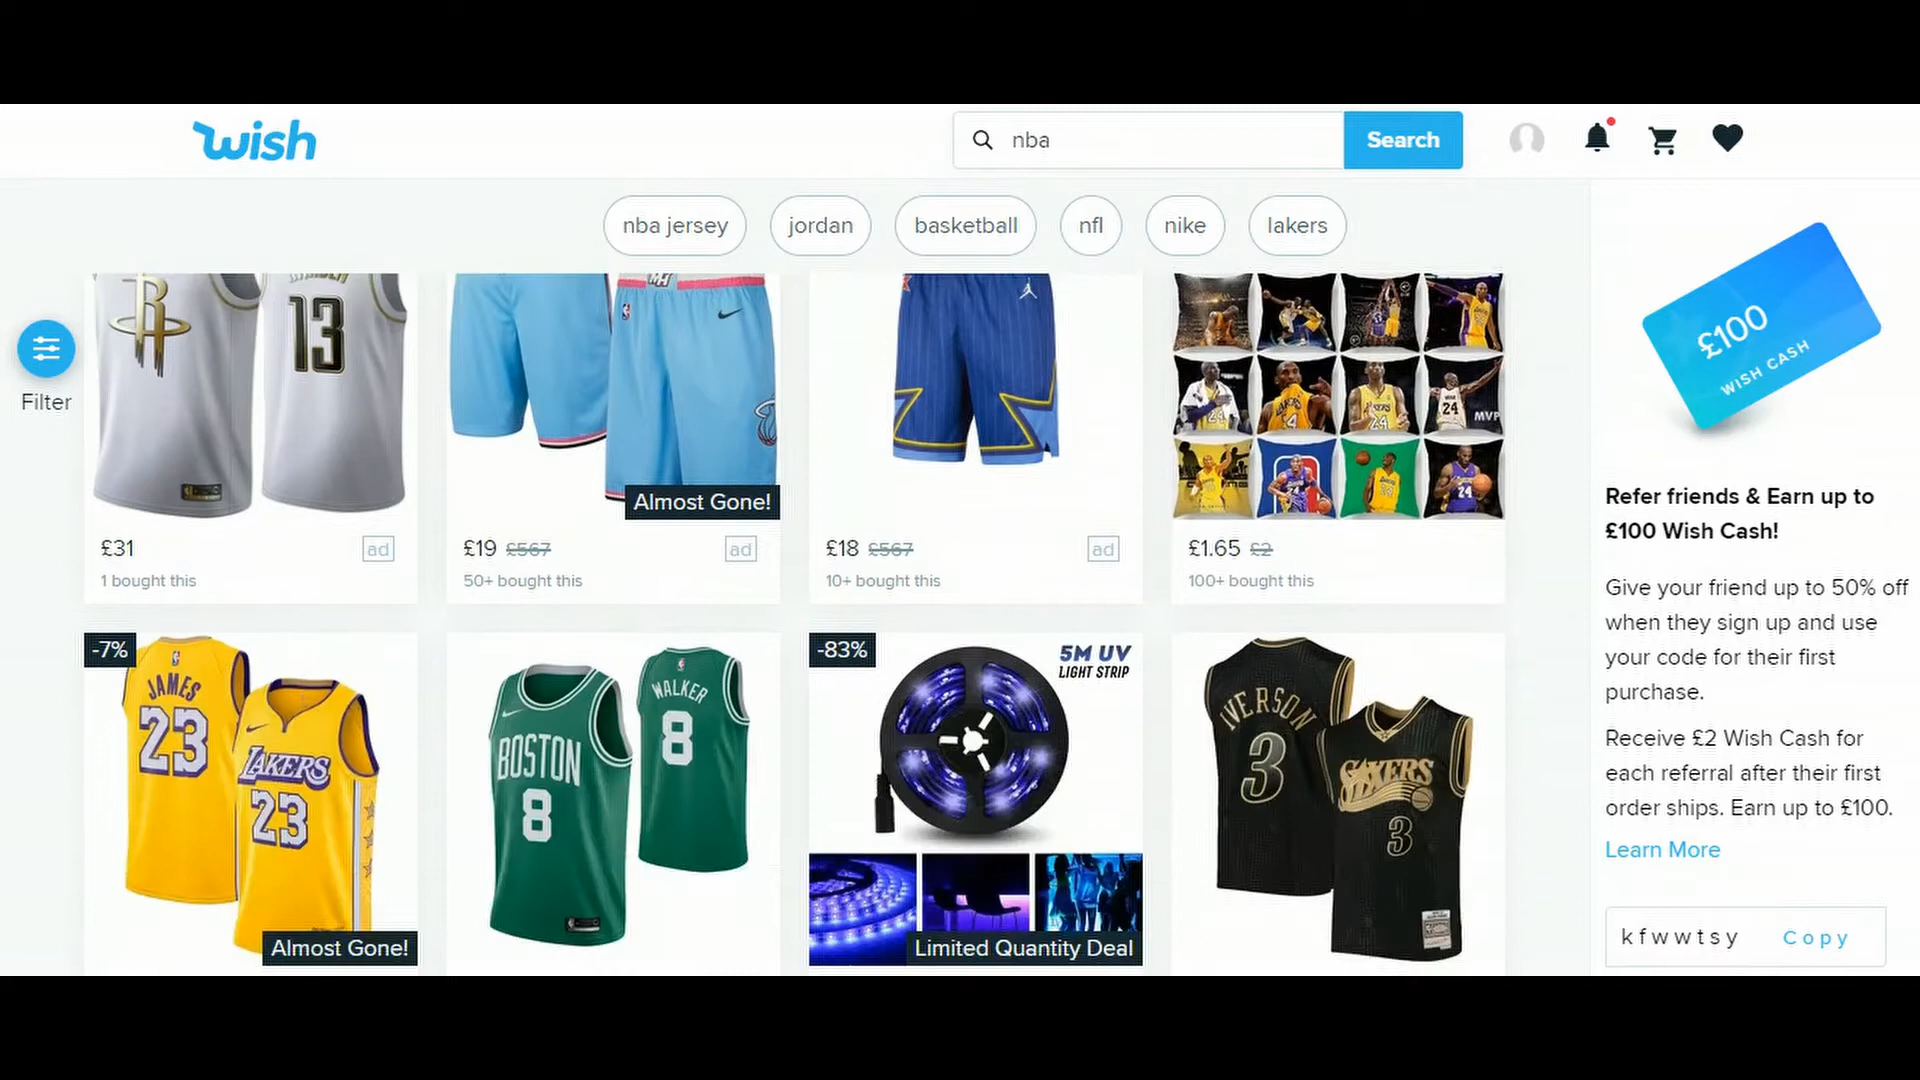 wish
nba
Search
nba jersey
jordan
basketball
nfl
nike
lakers
Filter
R
13
Almost Gone!
£31
ad
1 bought this
£19 £567
ad
50+ bought this
£18 £567
ad
10+ bought this
24
MVP
24
24
£1.65 £2
100+ bought this
£100
WISH CASH
Refer friends & Earn up to
£100 Wish Cash!
Give your friend up to 50% off
when they sign up and use
your code for their first
purchase.
Receive £2 Wish Cash for
each referral after their first
order ships. Earn up to £100.
Learn More
kfwwtsy
Copy
-7%
JAMES
23
LAKERS
23
Almost Gone!
BOSTON
8
WALKER
8
-83%
5M UV
LIGHT STRIP
Limited Quantity Deal
IVERSON
3
SIXERS
3